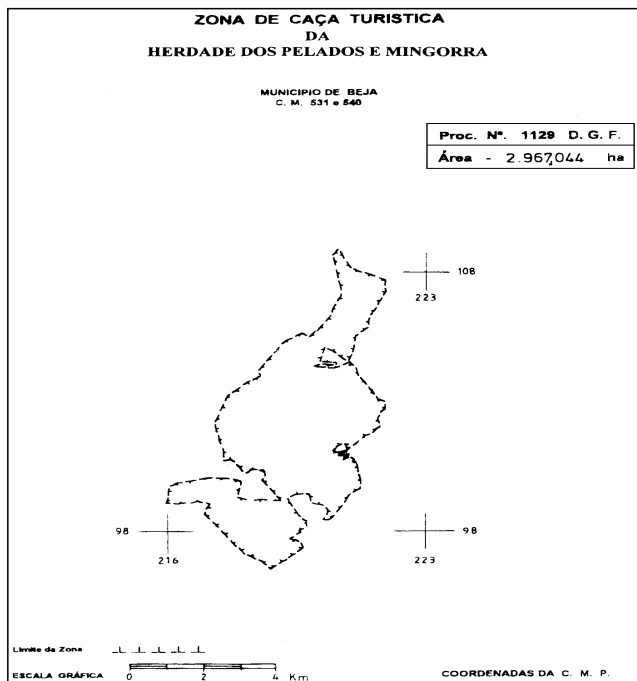 ZONA DE CAÇA TURISTICA
DA
HERDADE DOS PELADOS E MINGORRA
MUNICIPIO DE BEJA
C. M. 531 e 540
Proc. Nº. 1129 D. G. F.
Área - 2.967,044 ha
108
223
98
216
98
223
Limite da Zona
ESCALA GRÁFICA 0 2 4 Km
COORDENADAS DA C. M. P.